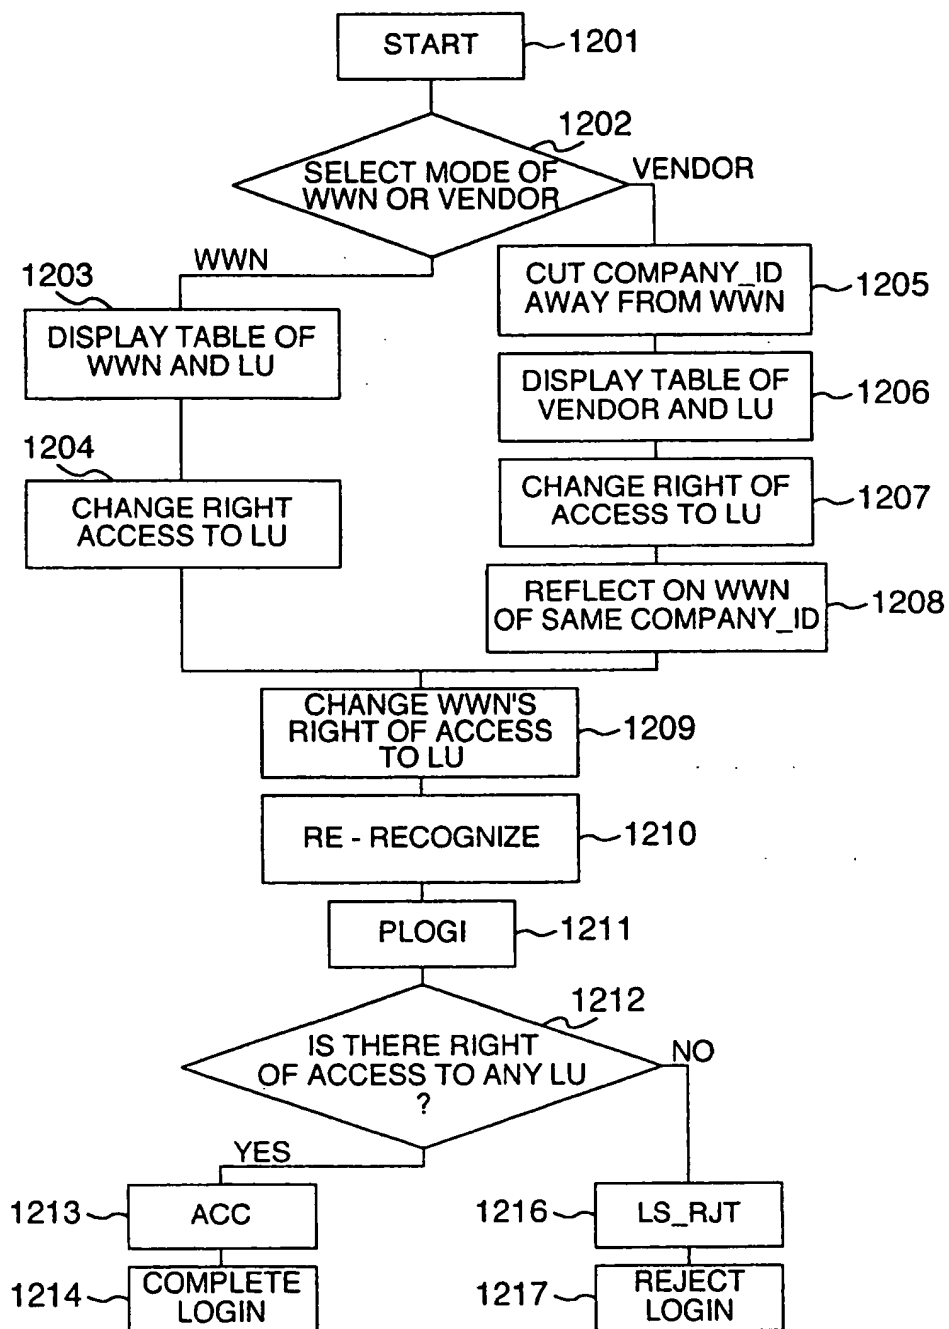 START
1201
1202
SELECT MODE OF
WWN OR VENDOR
VENDOR
WWN
1203
DISPLAY TABLE OF
WWN AND LU
CUT COMPANY_ID
AWAY FROM WWN
1205
DISPLAY TABLE OF
VENDOR AND LU
1206
1204
CHANGE RIGHT
ACCESS TO LU
CHANGE RIGHT OF
ACCESS TO LU
1207
REFLECT ON WWN
OF SAME COMPANY_ID
1208
CHANGE WWN'S
RIGHT OF ACCESS
TO LU
1209
RE - RECOGNIZE
1210
PLOGI
1211
1212
IS THERE RIGHT
OF ACCESS TO ANY LU
?
NO
YES
1213
ACC
1216
LS_RJT
1214
COMPLETE
LOGIN
1217
REJECT
LOGIN